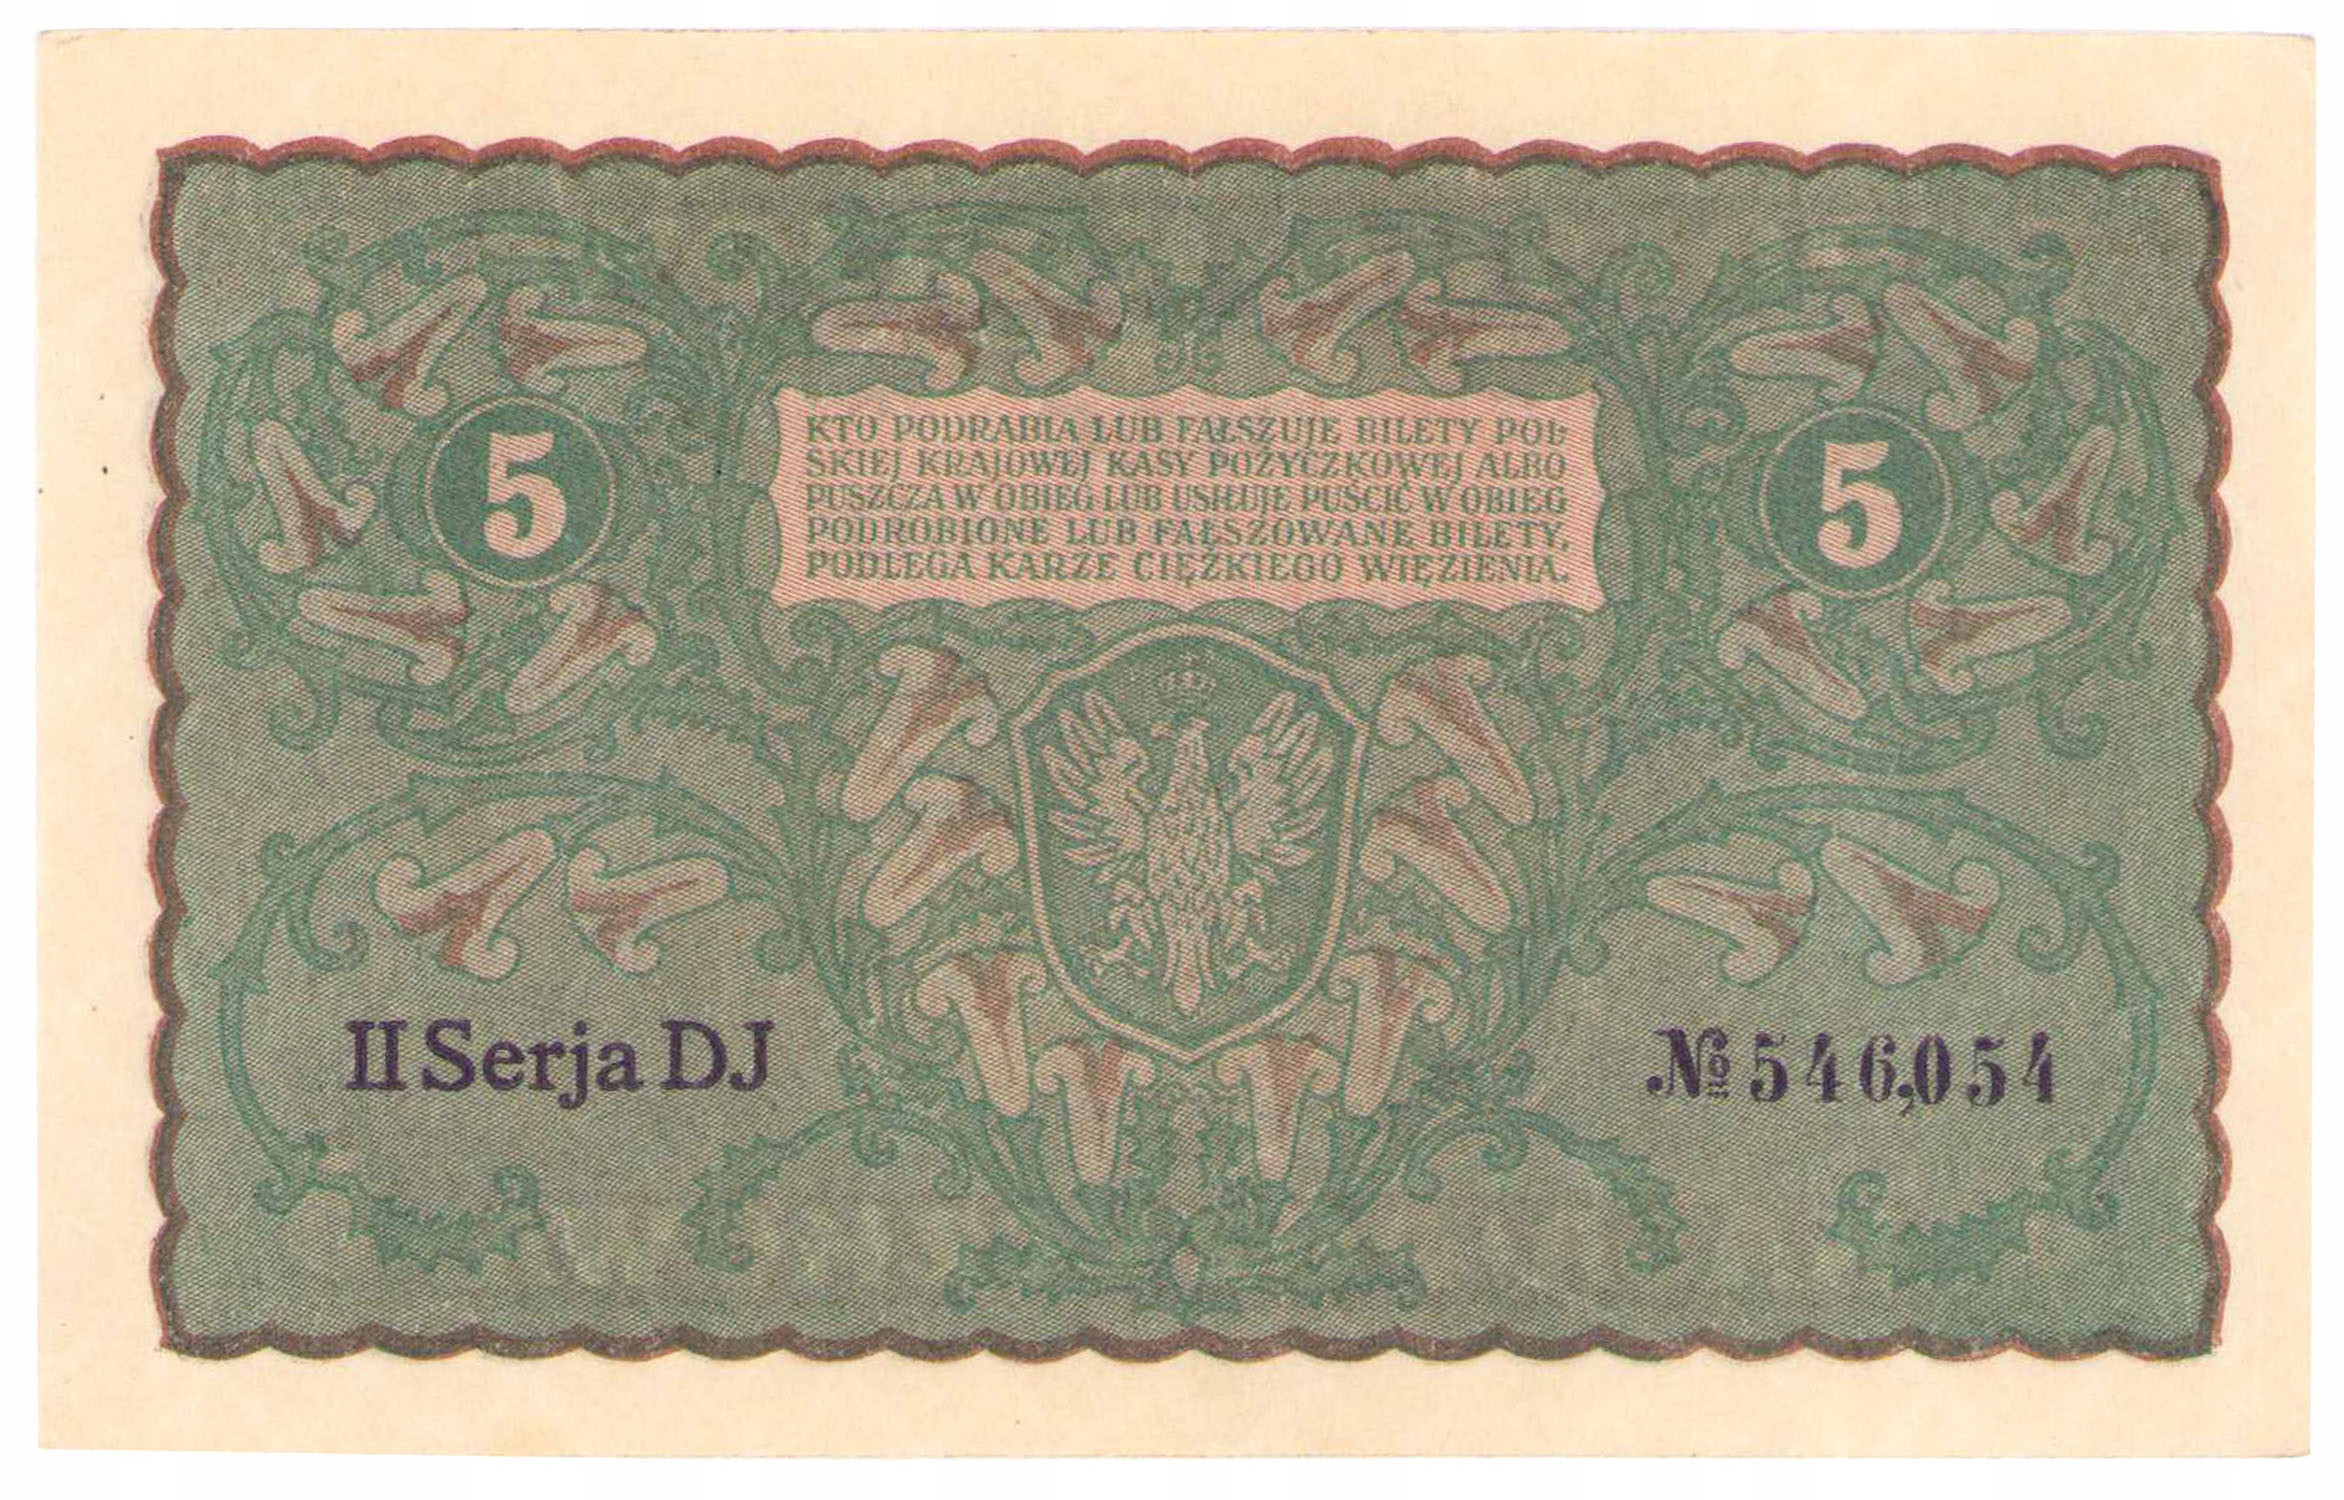 5
KTO PODRABIA LUB FAŁSZUJE BILETY POL-
SKIEJ KRAJOWEJ KASY POŻYCZKOWEJ ALBO
PUSZCZA W OBIEG LUB USIŁUJE PUŚCIĆ W OBIEG
PODROBIONE LUB FAŁSZOWANE BILETY,
PODLEGA KARZE CIĘŻKIEGO WIĘZIENIA.
5
II Serja DJ
№ 546,054